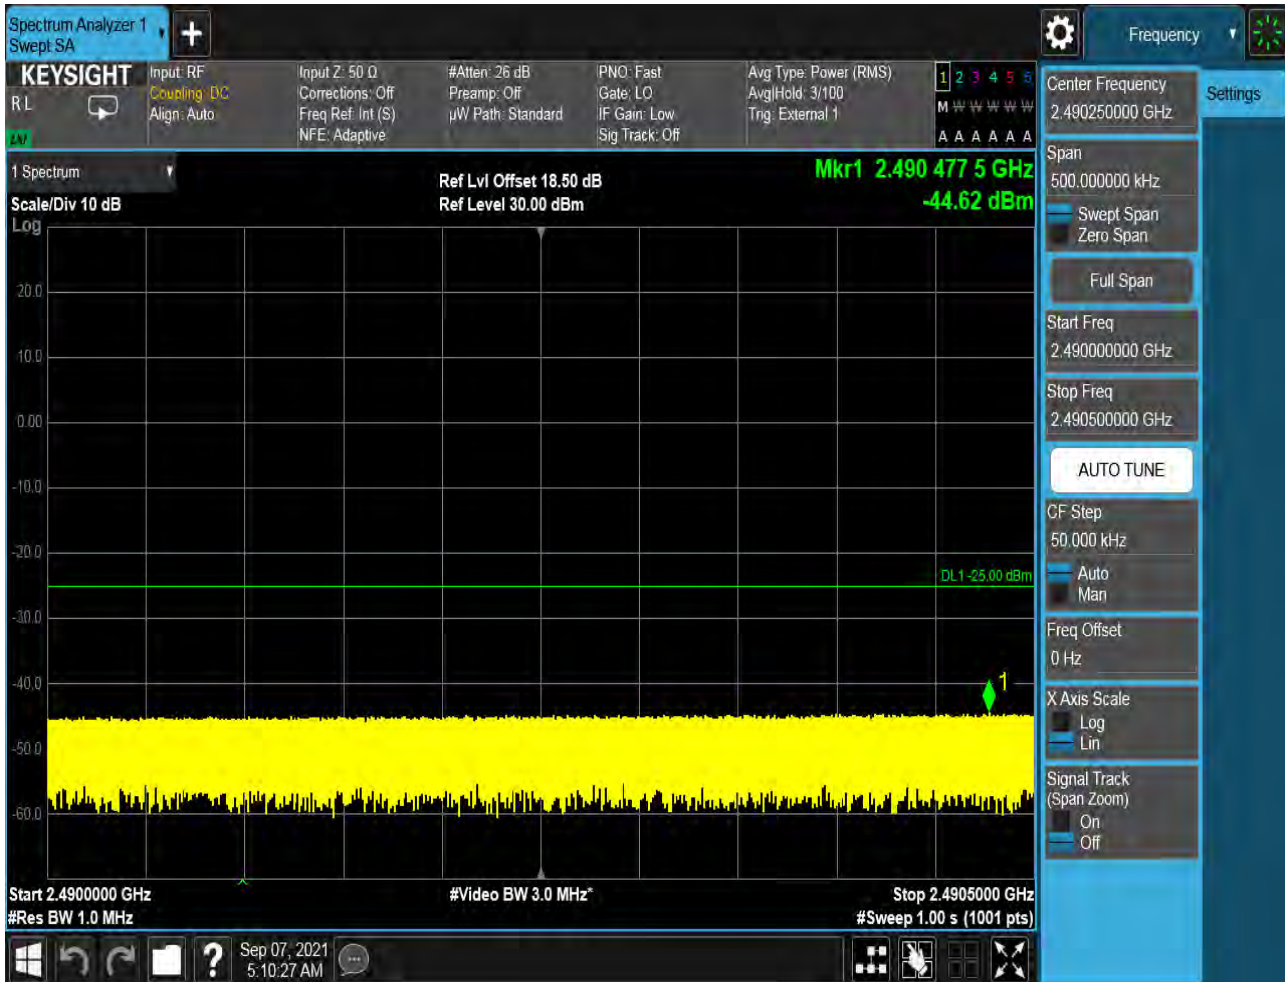 Spectrum Analyzer 1
Swept SA
Frequency
KEYSIGHT
R L
Input: RF
Coupling: DC
Align: Auto
Input Z: 50 Ω
Corrections: Off
Freq Ref: Int (S)
NFE: Adaptive
#Atten: 26 dB
Preamp: Off
µW Path: Standard
PNO: Fast
Gate: LO
IF Gain: Low
Sig Track: Off
Avg Type: Power (RMS)
Avg|Hold: 3/100
Trig: External 1
1 2 3 4 5 6
M W W W W W
A A A A A A
1 Spectrum
Scale/Div 10 dB
Log
Ref Lvl Offset 18.50 dB
Ref Level 30.00 dBm
Mkr1 2.490 477 5 GHz
-44.62 dBm
20.0
10.0
0.00
-10.0
-20.0
DL1 -25.00 dBm
-30.0
-40.0
1
-50.0
-60.0
Start 2.4900000 GHz
#Res BW 1.0 MHz
#Video BW 3.0 MHz*
Stop 2.4905000 GHz
#Sweep 1.00 s (1001 pts)
Center Frequency
2.490250000 GHz
Settings
Span
500.000000 kHz
Swept Span
Zero Span
Full Span
Start Freq
2.490000000 GHz
Stop Freq
2.490500000 GHz
AUTO TUNE
CF Step
50.000 kHz
Auto
Man
Freq Offset
0 Hz
X Axis Scale
Log
Lin
Signal Track
(Span Zoom)
On
Off
?
Sep 07, 2021
5:10:27 AM